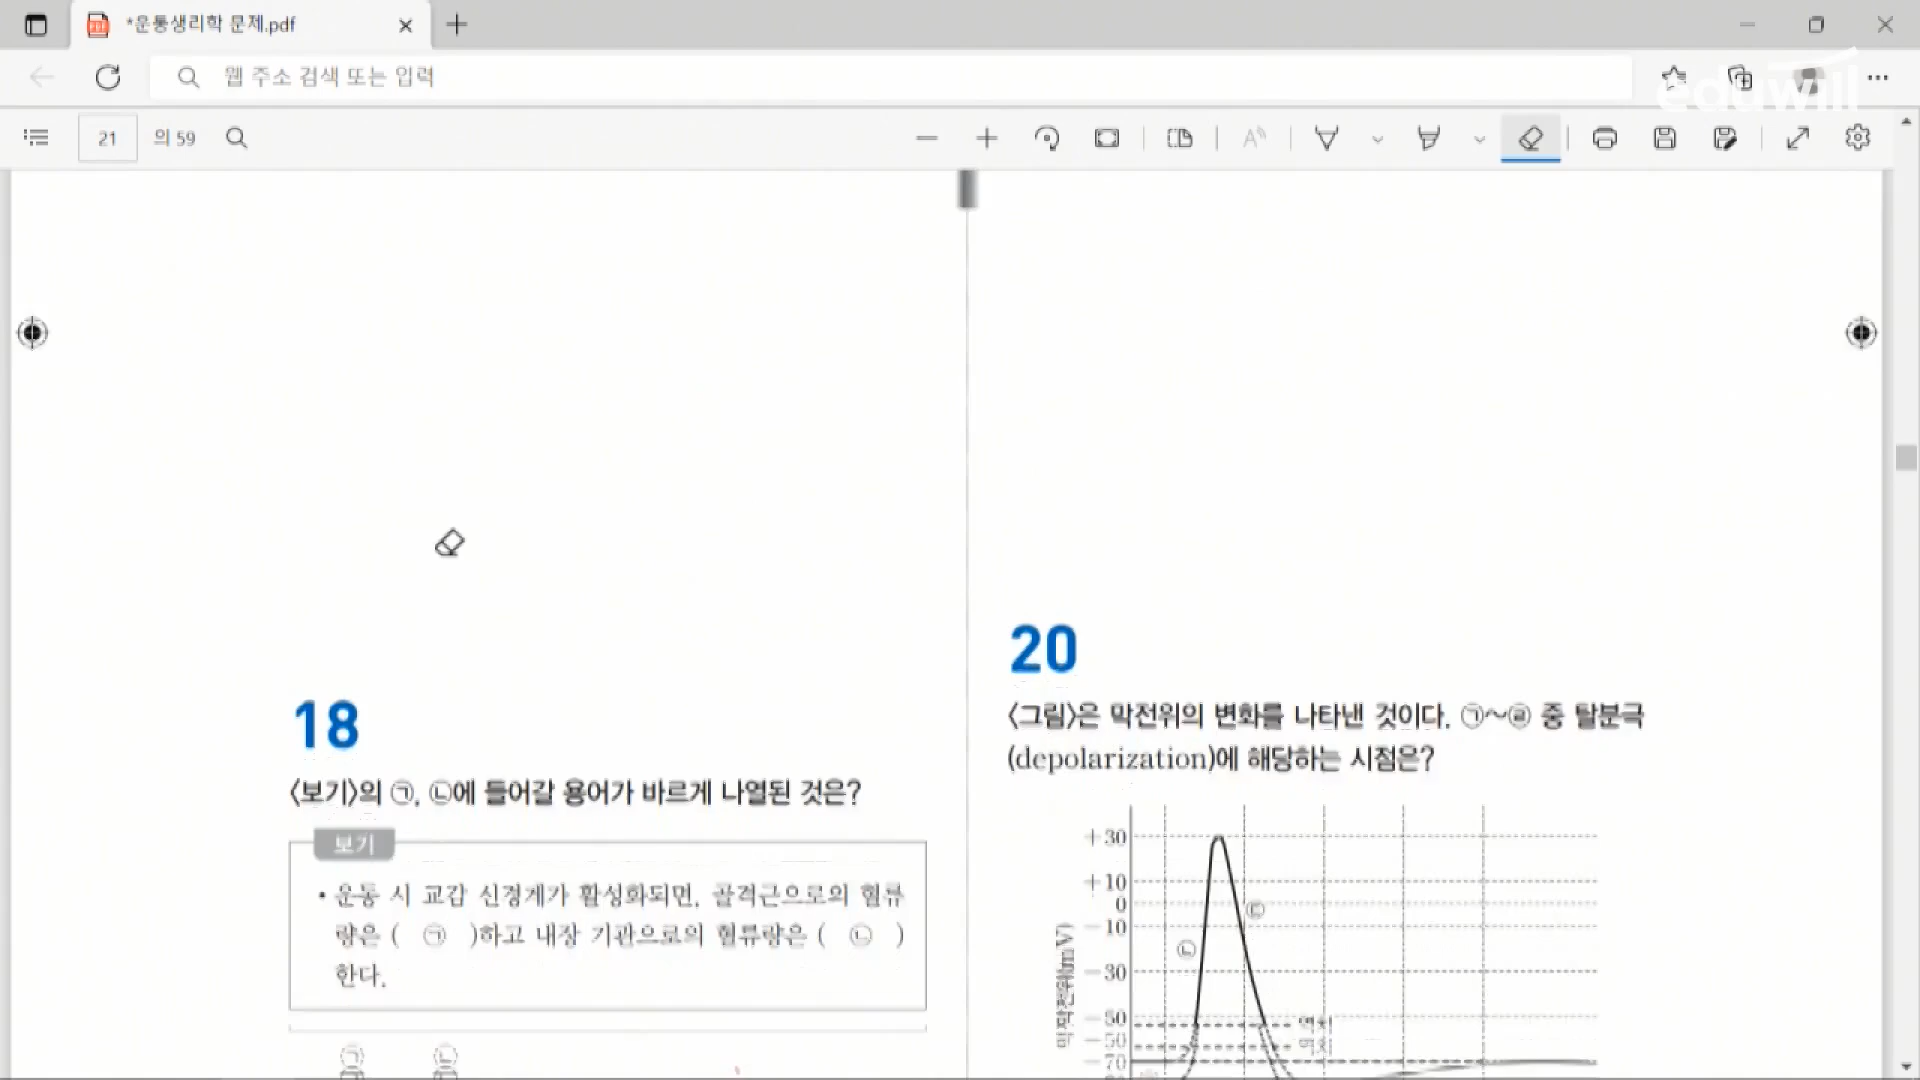 *운동생리학 문제.pdf
웹 주소 검색 또는 입력
eduwill
21
의 59
18
〈보기〉의 ㉠, ㉡에 들어갈 용어가 바르게 나열된 것은?
보기
• 운동 시 교감 신경계가 활성화되면, 골격근으로의 혈류
량은 ( ㉠ )하고 내장 기관으로의 혈류량은 ( ㉡ )
한다.
㉠ ㉡
20
〈그림〉은 막전위의 변화를 나타낸 것이다. ㉠~㉣ 중 탈분극
(depolarization)에 해당하는 시점은?
+30
+10
0
-10
-30
-50
-70
㉡
㉢
막전위(mV)